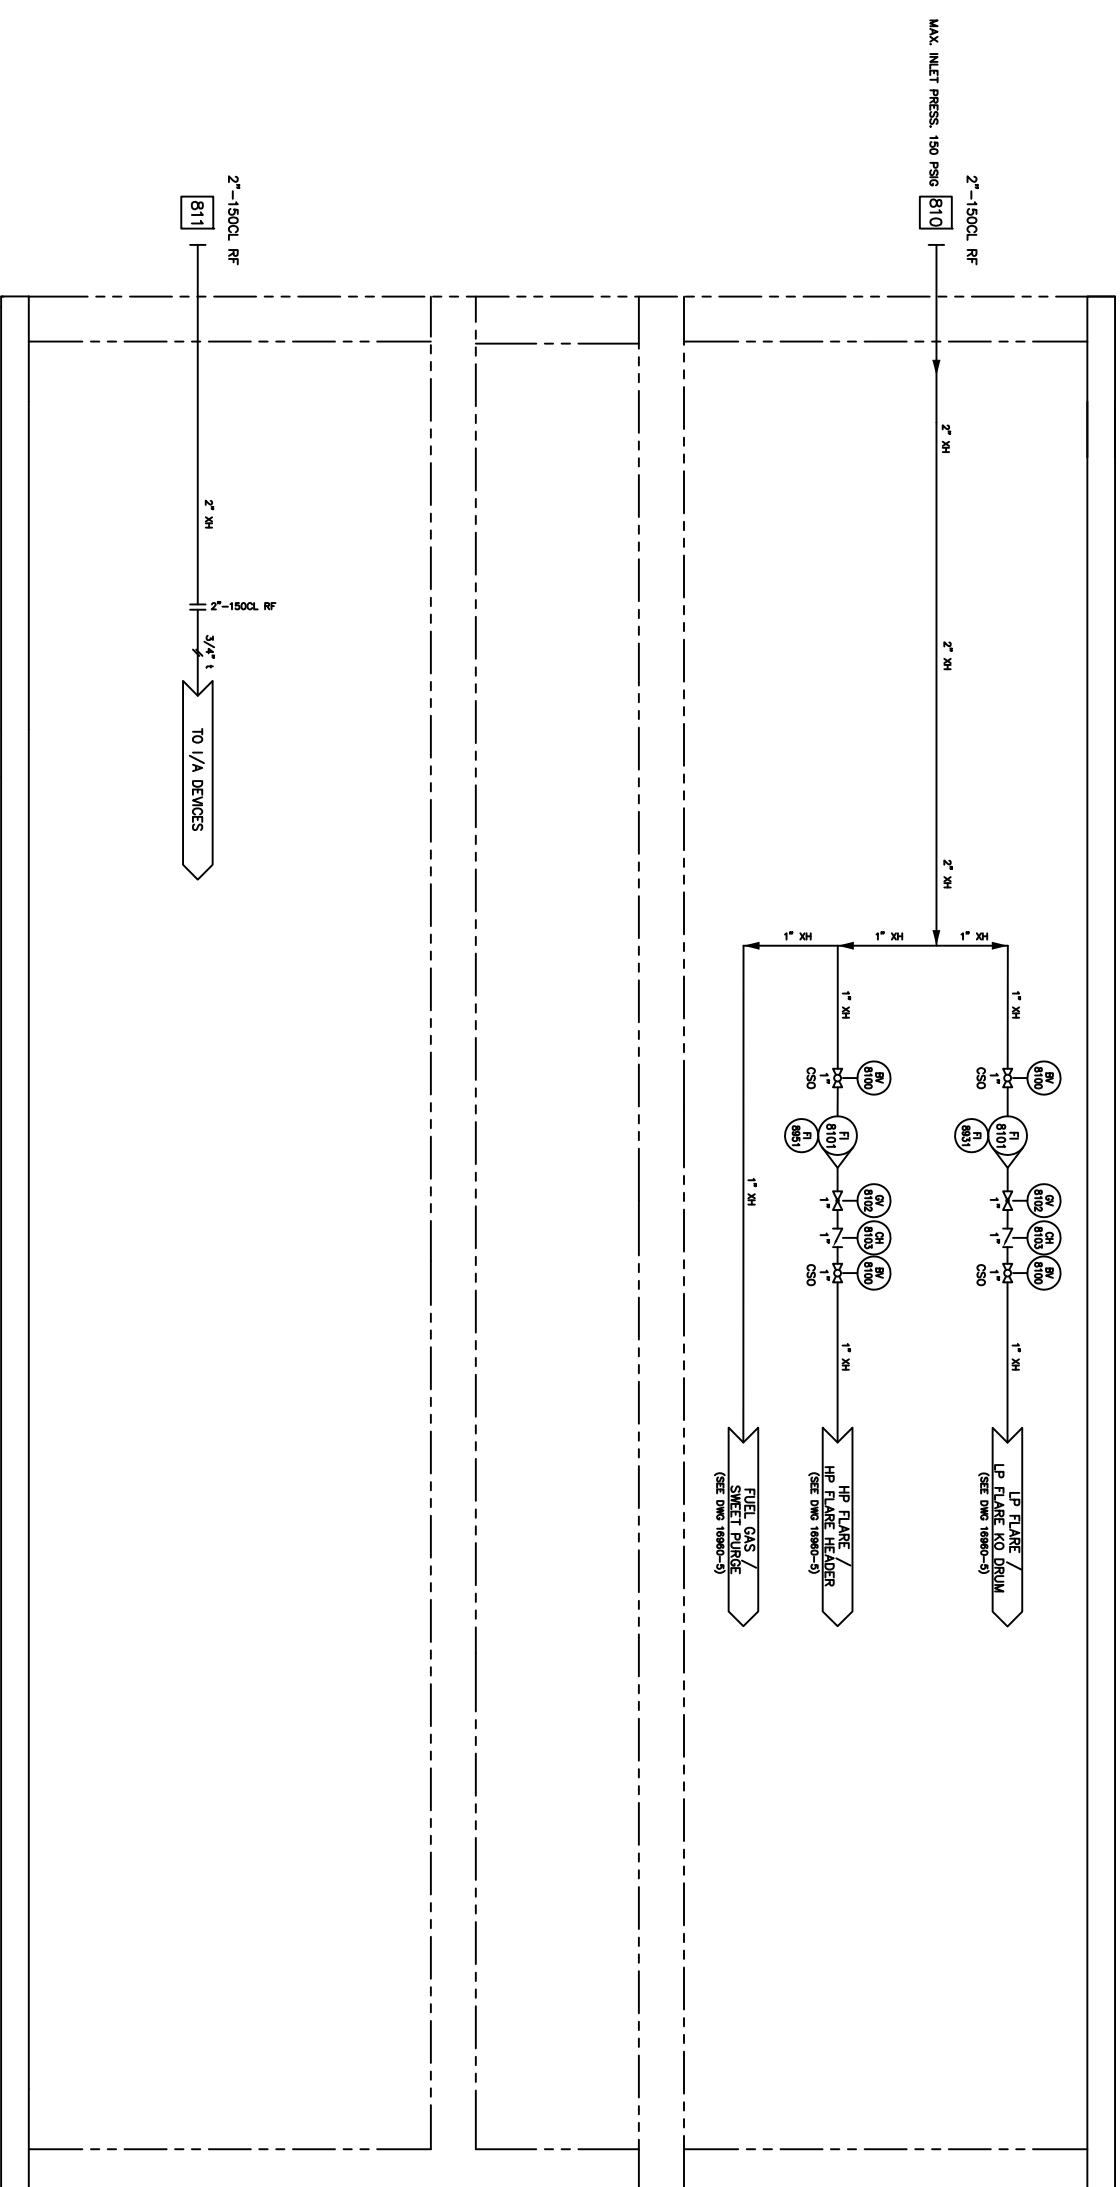 2"-150CL RF
MAX. INLET PRESS. 150 PSIG
810
2" XH
2" XH
2" XH
1" XH
1" XH
1" XH
1" XH
BV
8100
1"
CSO
FI
8101
FI
8931
GV
8102
1"
CH
8103
1"
BV
8100
1"
CSO
1" XH
LP FLARE /
LP FLARE KO DRUM
(SEE DWG 16960-5)
1" XH
BV
8100
1"
CSO
FI
8101
FI
8951
GV
8102
1"
CH
8103
1"
BV
8100
1"
CSO
1" XH
HP FLARE /
HP FLARE HEADER
(SEE DWG 16960-5)
1" XH
FUEL GAS /
SWEET PURGE
(SEE DWG 16960-5)
2"-150CL RF
811
2" XH
2"-150CL RF
3/4" t
TO I/A DEVICES